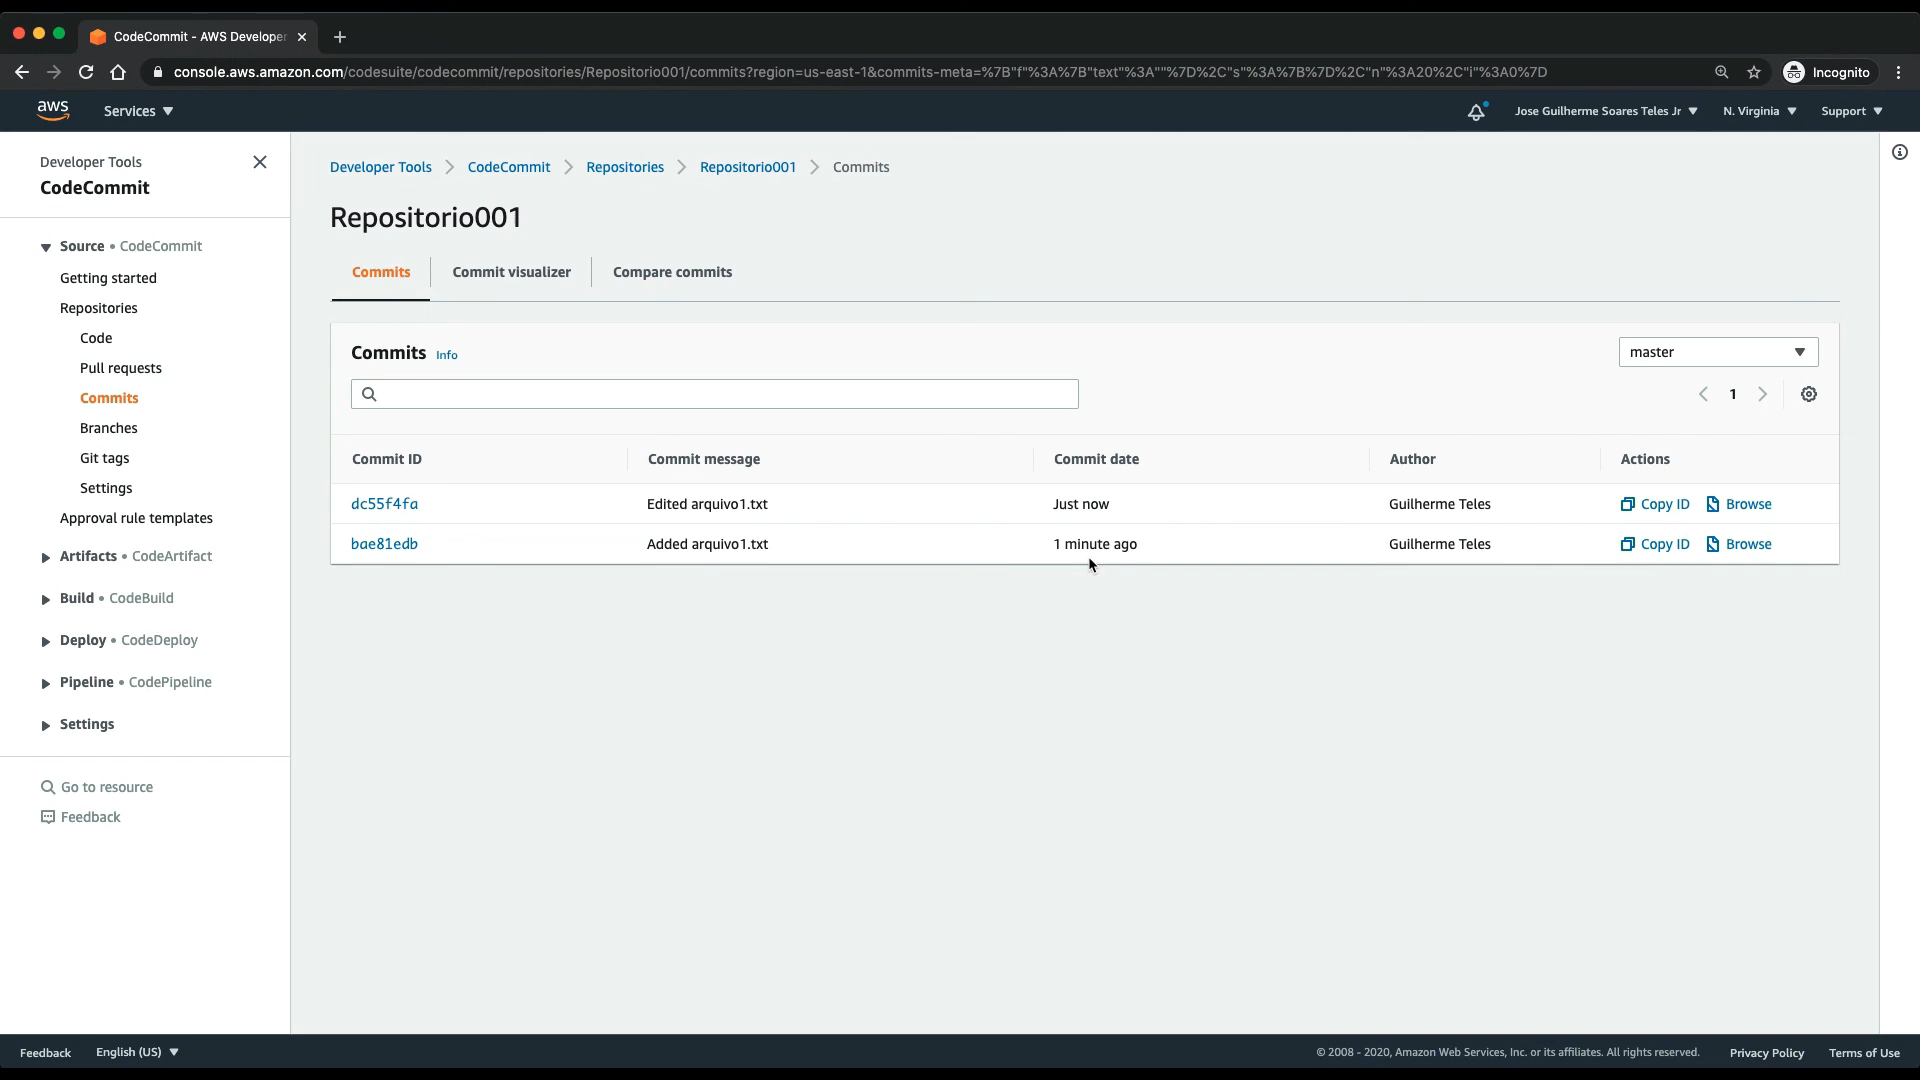 CodeCommit - AWS Developer
console.aws.amazon.com/codesuite/codecommit/repositories/Repositorio001/commits?region=us-east-1&commits-meta=%7B"f"%3A%7B"text"%3A""%7D%2C"s"%3A%7B%7D%2C"n"%3A20%2C"i"%3A0%7D
Incognito
aws
Services
Jose Guilherme Soares Teles Jr
N. Virginia
Support
Developer Tools
CodeCommit
Source • CodeCommit
Getting started
Repositories
Code
Pull requests
Commits
Branches
Git tags
Settings
Approval rule templates
Artifacts • CodeArtifact
Build • CodeBuild
Deploy • CodeDeploy
Pipeline • CodePipeline
Settings
Go to resource
Feedback
Developer Tools CodeCommit Repositories Repositorio001 Commits
Repositorio001
Commits Commit visualizer Compare commits
Commits Info
master
1
Commit ID Commit message Commit date Author Actions
dc55f4fa Edited arquivo1.txt Just now Guilherme Teles Copy ID Browse
bae81edb Added arquivo1.txt 1 minute ago Guilherme Teles Copy ID Browse
Feedback English (US) © 2008 - 2020, Amazon Web Services, Inc. or its affiliates. All rights reserved. Privacy Policy Terms of Use